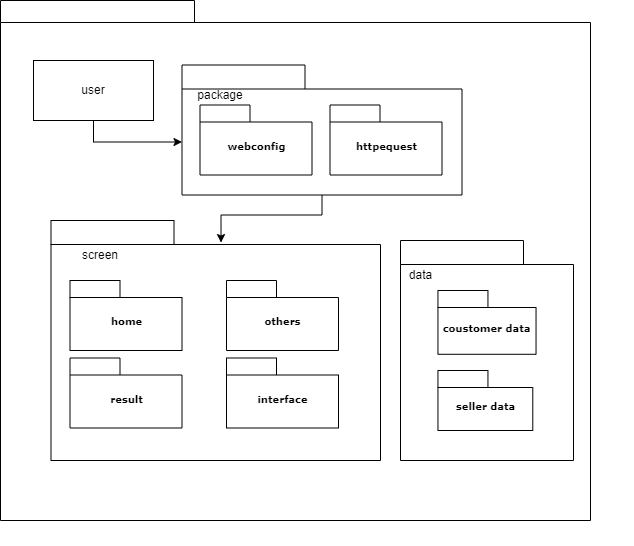 user
package
webconfig
httpequest
screen
home
others
result
interface
data
coustomer data
seller data